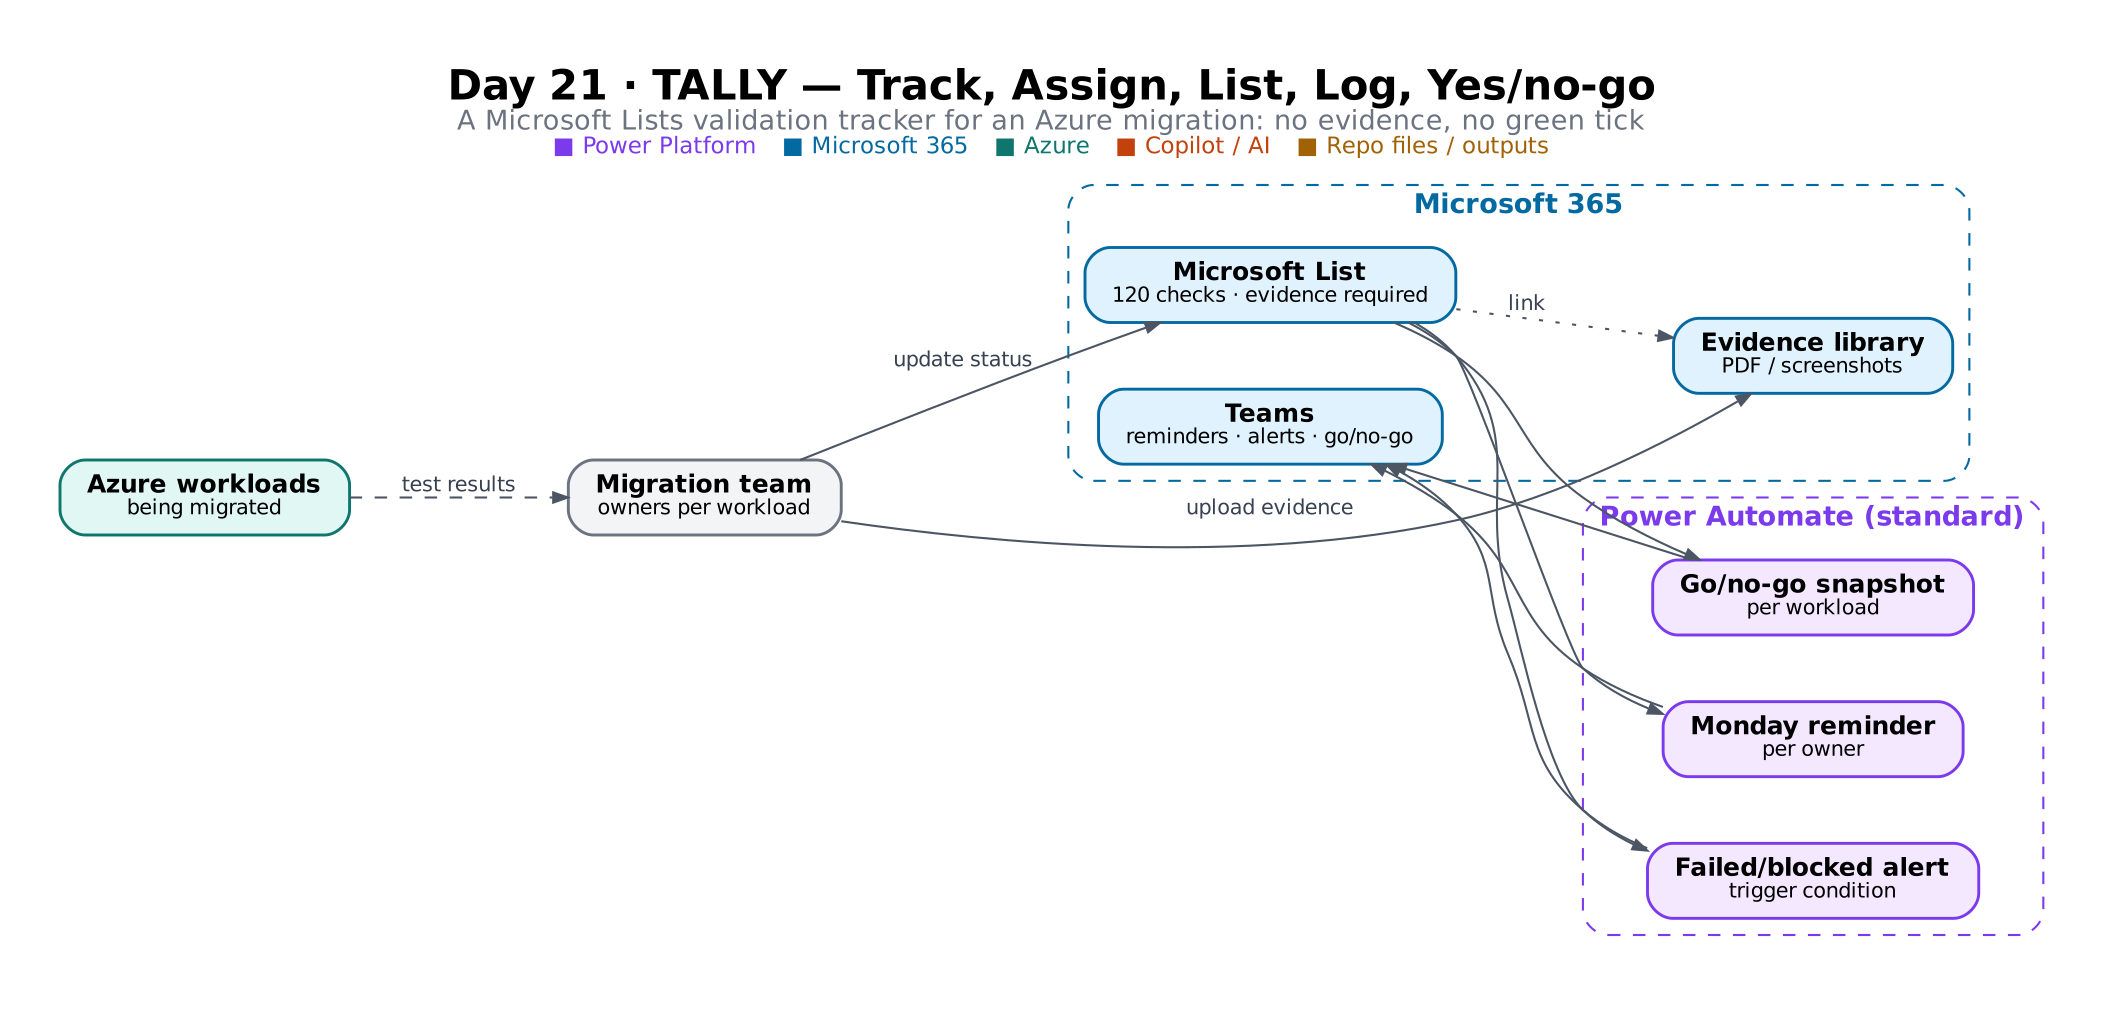 Day 21 · TALLY — Track, Assign, List, Log, Yes/no-go
A Microsoft Lists validation tracker for an Azure migration: no evidence, no green tick
■ Power Platform ■ Microsoft 365 ■ Azure ■ Copilot / AI ■ Repo files / outputs
Microsoft 365
Microsoft List
120 checks · evidence required
link
Evidence library
PDF / screenshots
update status
Teams
reminders · alerts · go/no-go
Azure workloads
being migrated
test results
Migration team
owners per workload
upload evidence
Power Automate (standard)
Go/no-go snapshot
per workload
Monday reminder
per owner
Failed/blocked alert
trigger condition